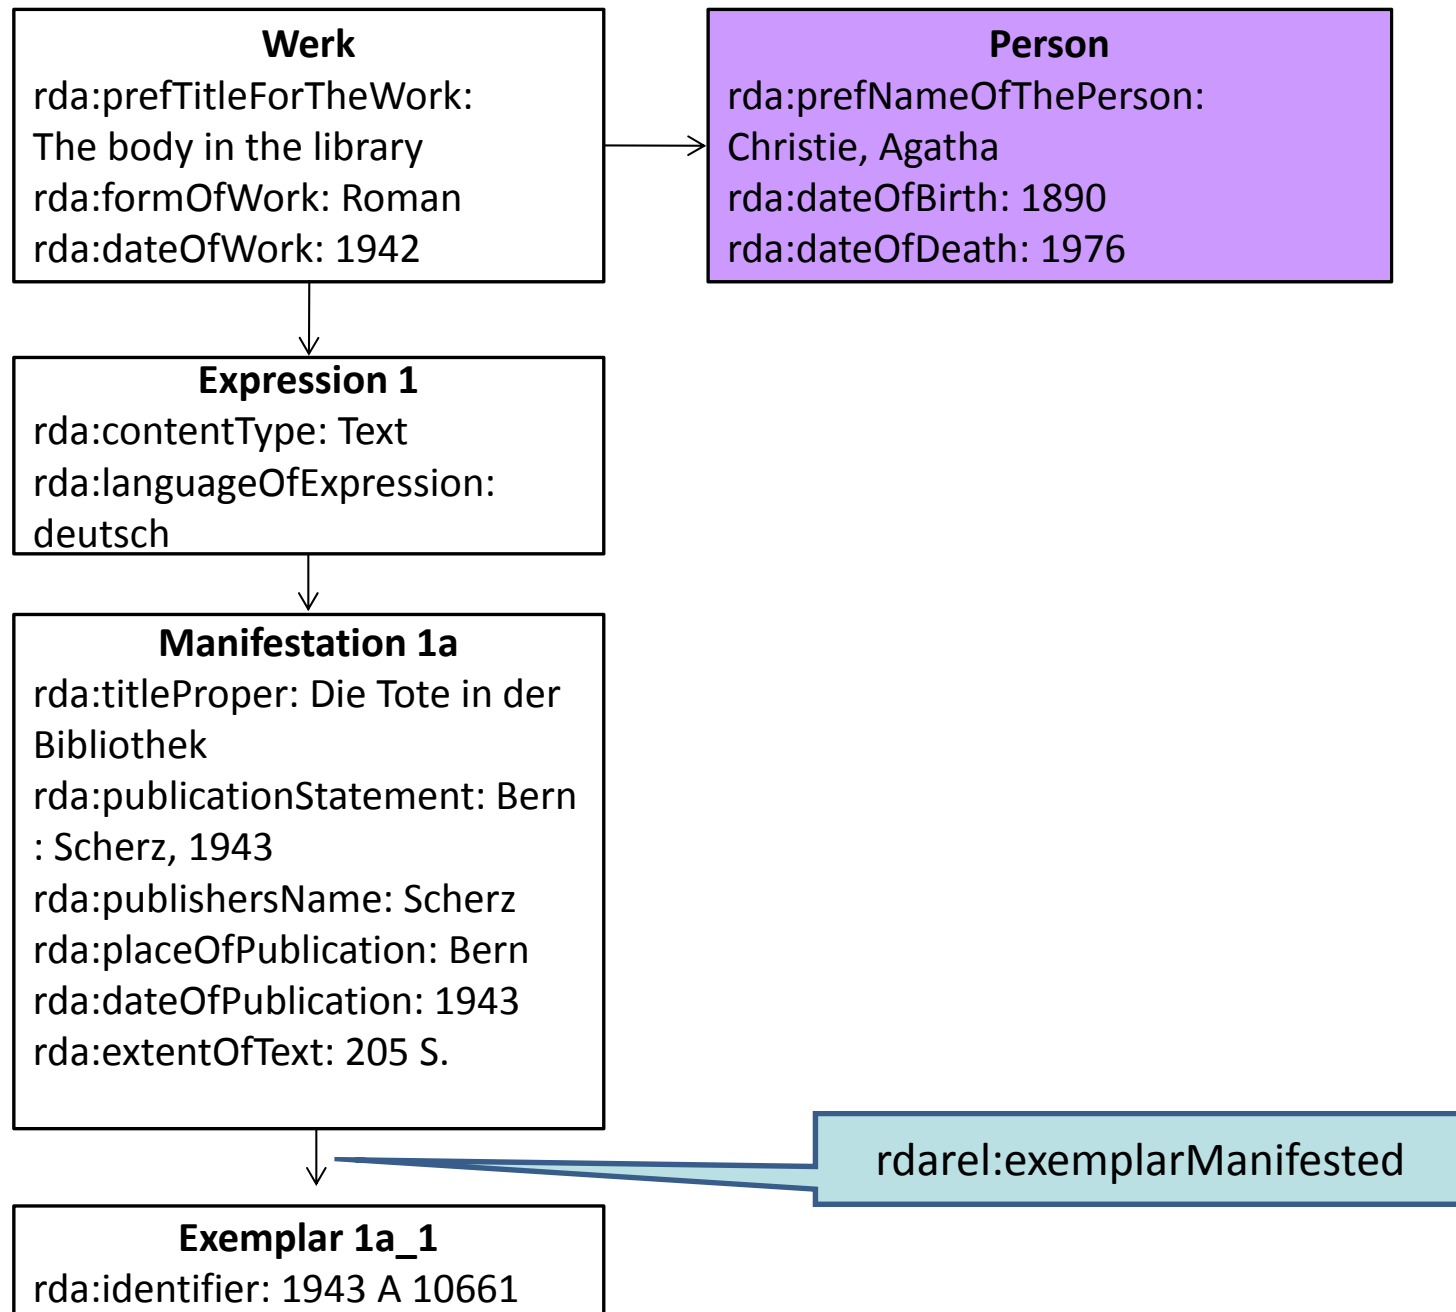 Werk
rda:prefTitleForTheWork:
The body in the library
rda:formOfWork: Roman
rda:dateOfWork: 1942
Person
rda:prefNameOfThePerson:
Christie, Agatha
rda:dateOfBirth: 1890
rda:dateOfDeath: 1976
Expression 1
rda:contentType: Text
rda:languageOfExpression:
deutsch
Manifestation 1a
rda:titleProper: Die Tote in der
Bibliothek
rda:publicationStatement: Bern
: Scherz, 1943
rda:publishersName: Scherz
rda:placeOfPublication: Bern
rda:dateOfPublication: 1943
rda:extentOfText: 205 S.
rdarel:exemplarManifested
Exemplar 1a_1
rda:identifier: 1943 A 10661